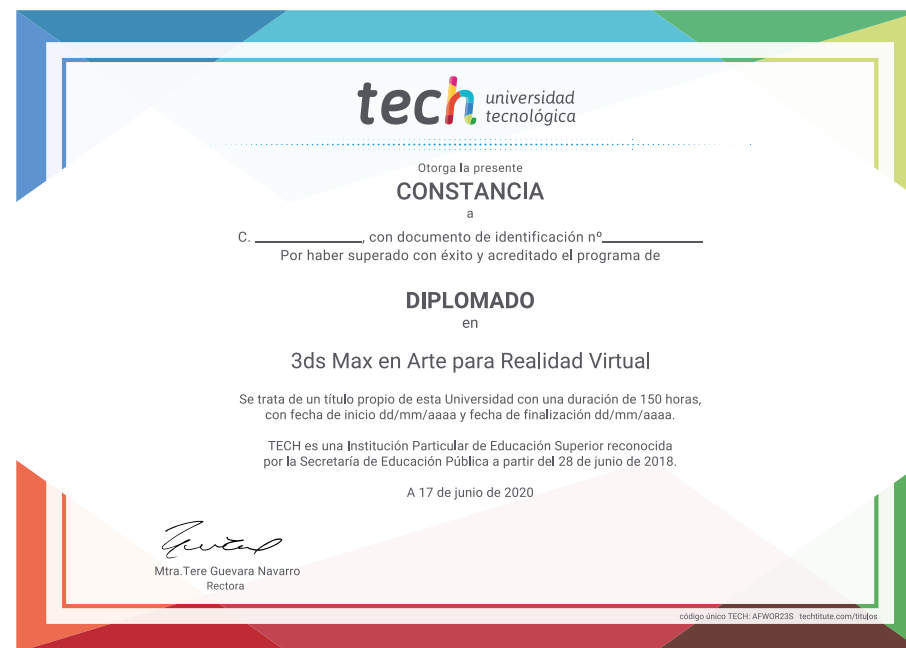 tech universidad
tecnológica
Otorga la presente
CONSTANCIA
a
C. ______________, con documento de identificación nº______________
Por haber superado con éxito y acreditado el programa de
DIPLOMADO
en
3ds Max en Arte para Realidad Virtual
Se trata de un título propio de esta Universidad con una duración de 150 horas,
con fecha de inicio dd/mm/aaaa y fecha de finalización dd/mm/aaaa.
TECH es una Institución Particular de Educación Superior reconocida
por la Secretaría de Educación Pública a partir del 28 de junio de 2018.
A 17 de junio de 2020
Mtra.Tere Guevara Navarro
Rectora
código único TECH: AFWOR23S techtitute.com/titulos